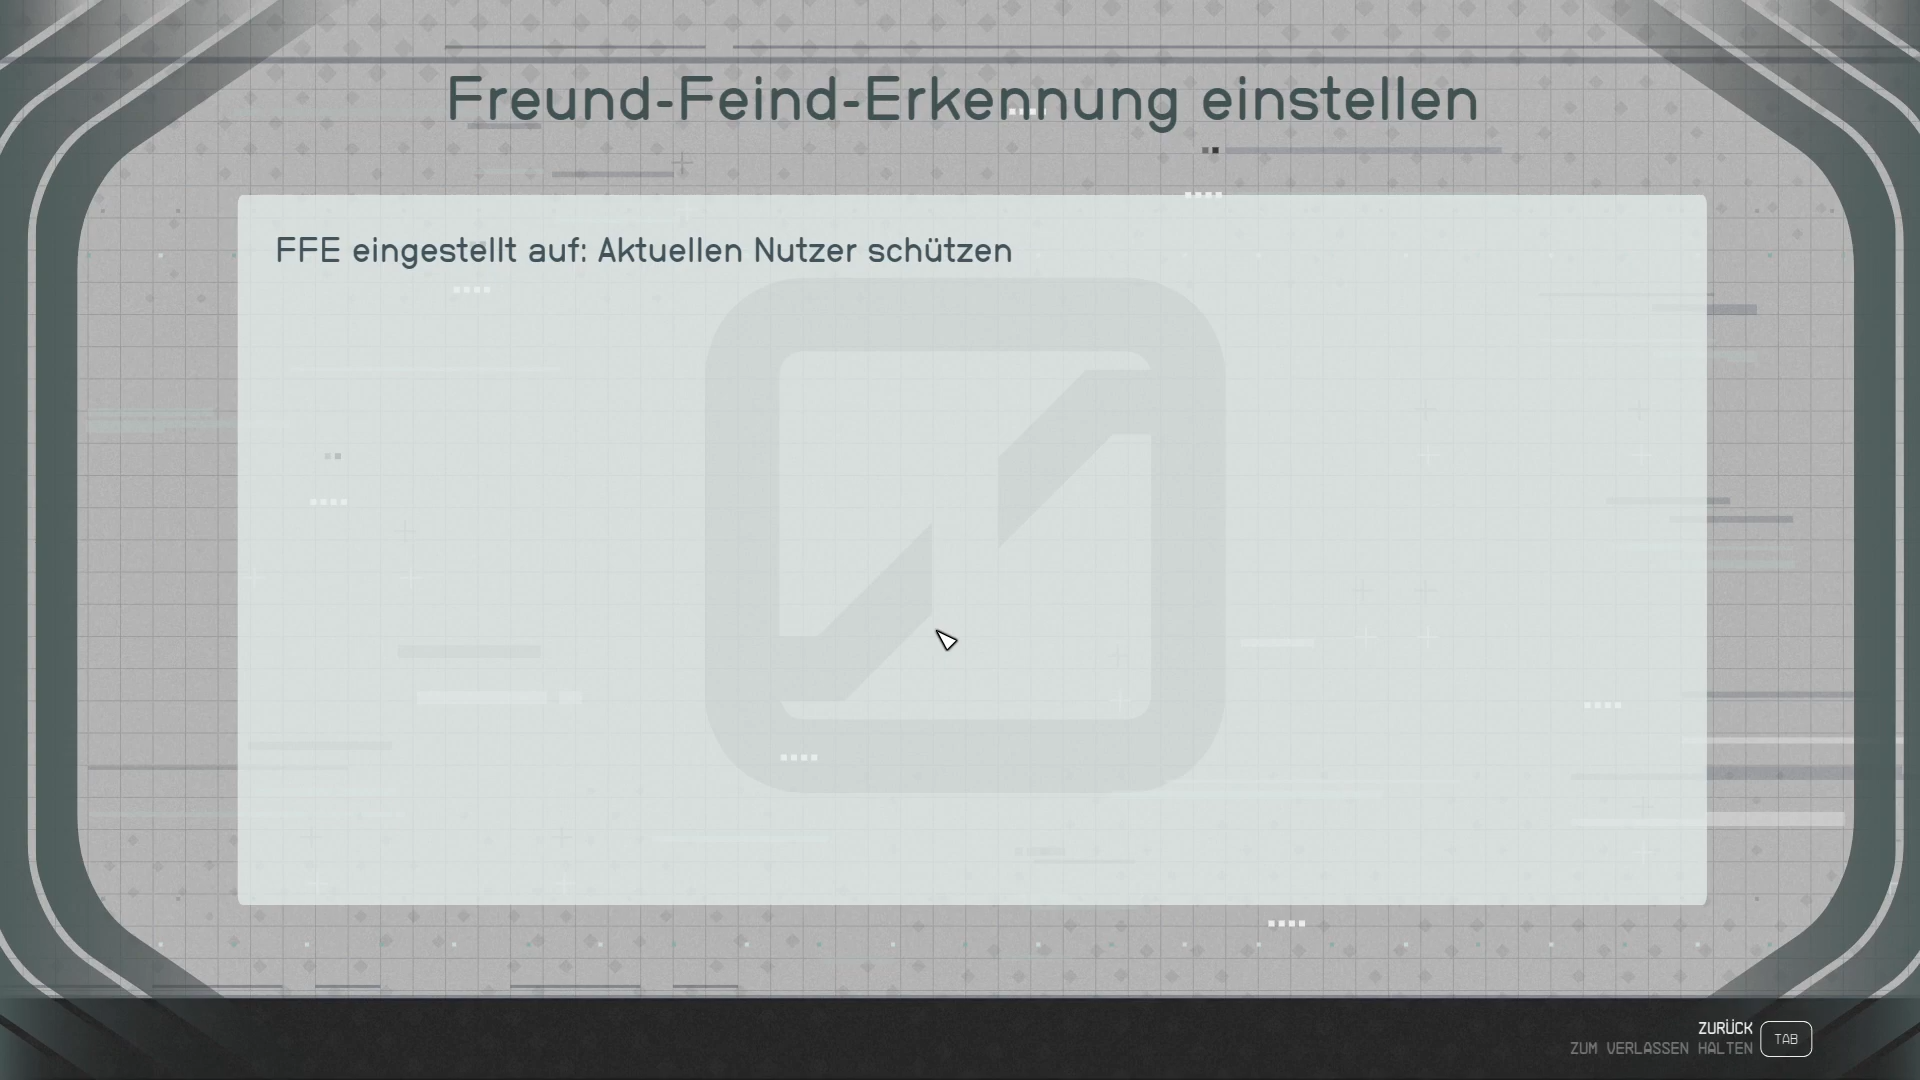 Freund-Feind-Erkennung einstellen
FFE eingestellt auf: Aktuellen Nutzer schützen
ZURÜCK
ZUM VERLASSEN HALTEN
TAB